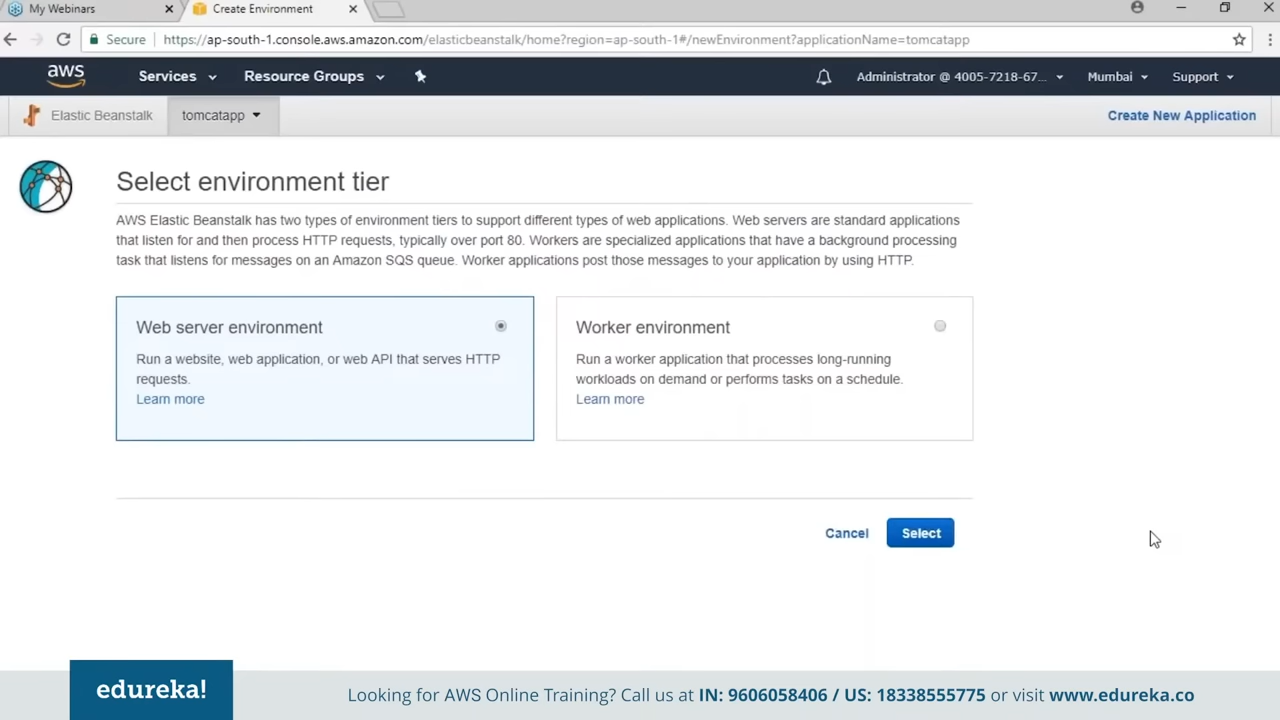 My Webinars
Create Environment
Secure https://ap-south-1.console.aws.amazon.com/elasticbeanstalk/home?region=ap-south-1#/newEnvironment?applicationName=tomcatapp
aws Services Resource Groups Administrator @ 4005-7218-67... Mumbai Support
Elastic Beanstalk tomcatapp Create New Application
Select environment tier
AWS Elastic Beanstalk has two types of environment tiers to support different types of web applications. Web servers are standard applications
that listen for and then process HTTP requests, typically over port 80. Workers are specialized applications that have a background processing
task that listens for messages on an Amazon SQS queue. Worker applications post those messages to your application by using HTTP.
Web server environment
Run a website, web application, or web API that serves HTTP
requests.
Learn more
Worker environment
Run a worker application that processes long-running
workloads on demand or performs tasks on a schedule.
Learn more
Cancel Select
edureka!
Looking for AWS Online Training? Call us at IN: 9606058406 / US: 18338555775 or visit www.edureka.co